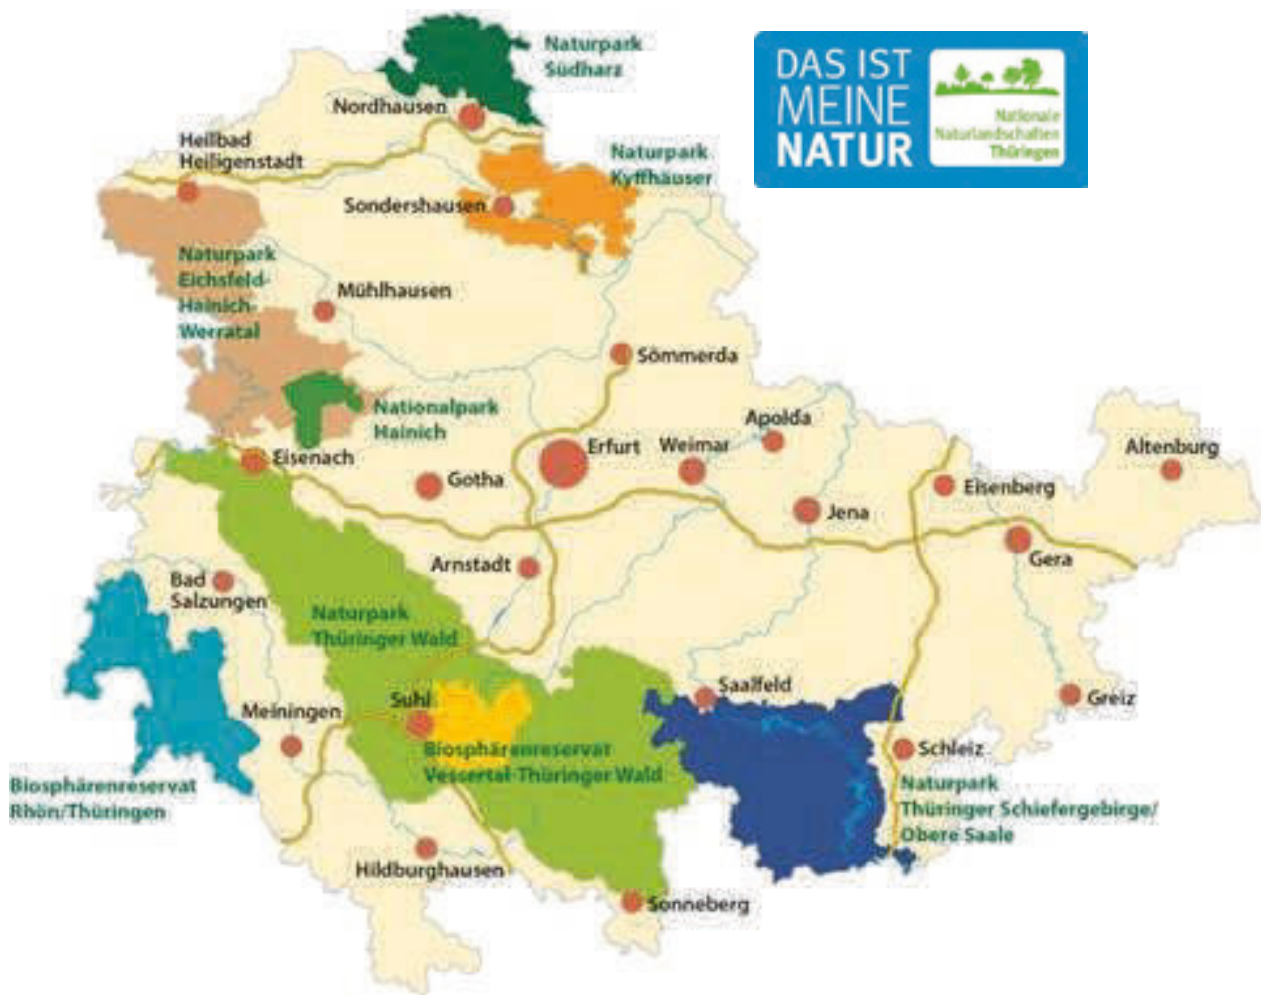 Naturpark
Südharz
DAS IST
MEINE
NATUR
Nationale
Naturlandschaften
Thüringen
Nordhausen
Heilbad
Heiligenstadt
Naturpark
Kyffhäuser
Sondershausen
Naturpark
Eichsfeld-
Hainich-
Werratal
Mühlhausen
Sömmerda
Nationalpark
Hainich
Apolda
Erfurt
Weimar
Altenburg
Eisenach
Gotha
Eisenberg
Jena
Arnstadt
Gera
Bad
Salzungen
Naturpark
Thüringer Wald
Saalfeld
Greiz
Suhl
Meiningen
Schleiz
Biosphärenreservat
Vessertal-Thüringer Wald
Biosphärenreservat
Rhön/Thüringen
Naturpark
Thüringer Schiefergebirge/
Obere Saale
Hildburghausen
Sonneberg